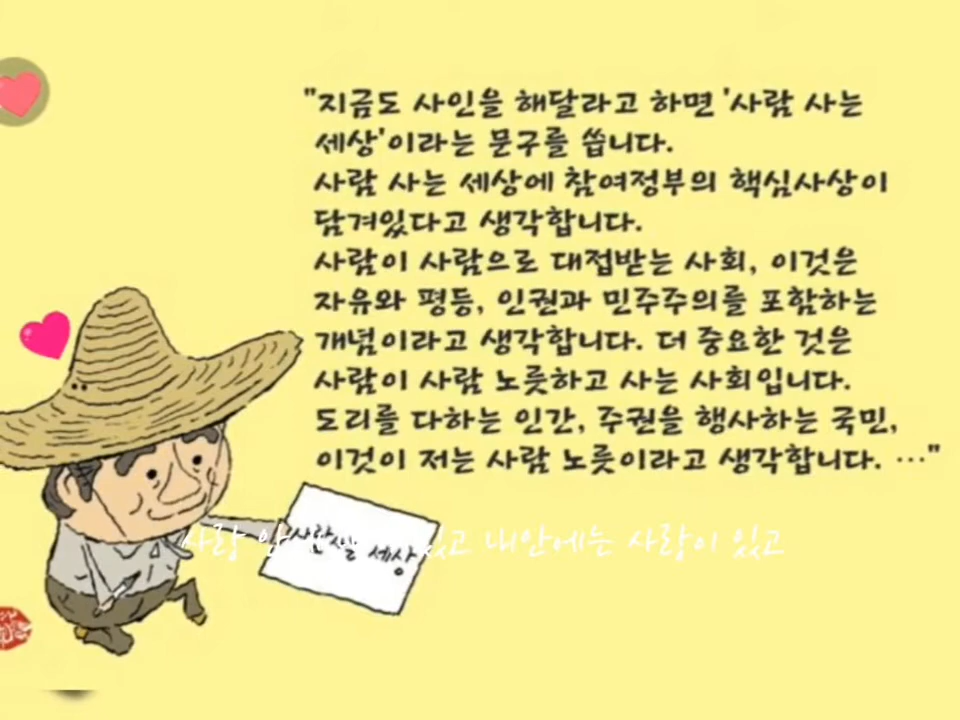 "지금도 사인을 해달라고 하면 '사람 사는
세상'이라는 문구를 씁니다.
사람 사는 세상에 참여정부의 핵심사상이
담겨있다고 생각합니다.
사람이 사람으로 대접받는 사회, 이것은
자유와 평등, 인권과 민주주의를 포함하는
개념이라고 생각합니다. 더 중요한 것은
사람이 사람 노릇하고 사는 사회입니다.
도리를 다하는 인간, 주권을 행사하는 국민,
이것이 저는 사람 노릇이라고 생각합니다. …"
사랑 있고 내안에는 사랑이 있고
세상